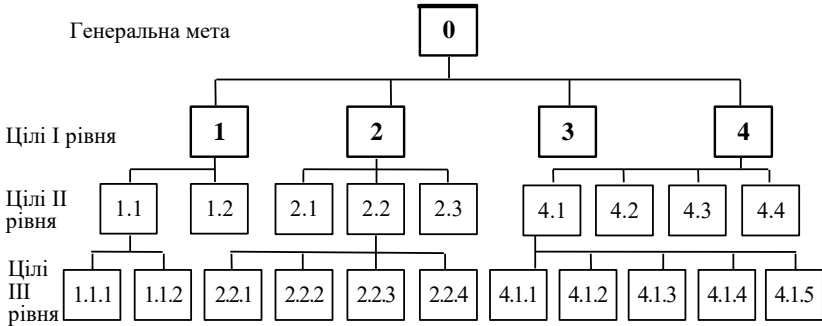 Генеральна мета 0
Цілі І рівня 1 2 3 4
Цілі ІІ
рівня
1.1 1.2 2.1 2.2 2.3 4.1 4.2 4.3 4.4
Цілі
ІІІ
рівня
1.1.1 1.1.2 2.2.1 2.2.2 2.2.3 2.2.4 4.1.1 4.1.2 4.1.3 4.1.4 4.1.5